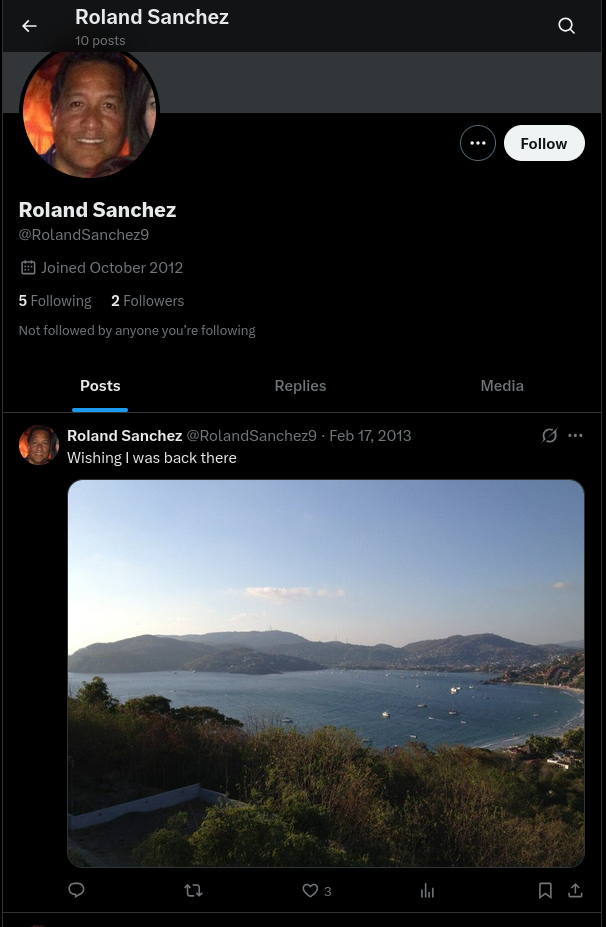 Roland Sanchez
10 posts
Follow
Roland Sanchez
@RolandSanchez9
Joined October 2012
5 Following 2 Followers
Not followed by anyone you're following
Posts Replies Media
Roland Sanchez @RolandSanchez9 · Feb 17, 2013
Wishing I was back there
3